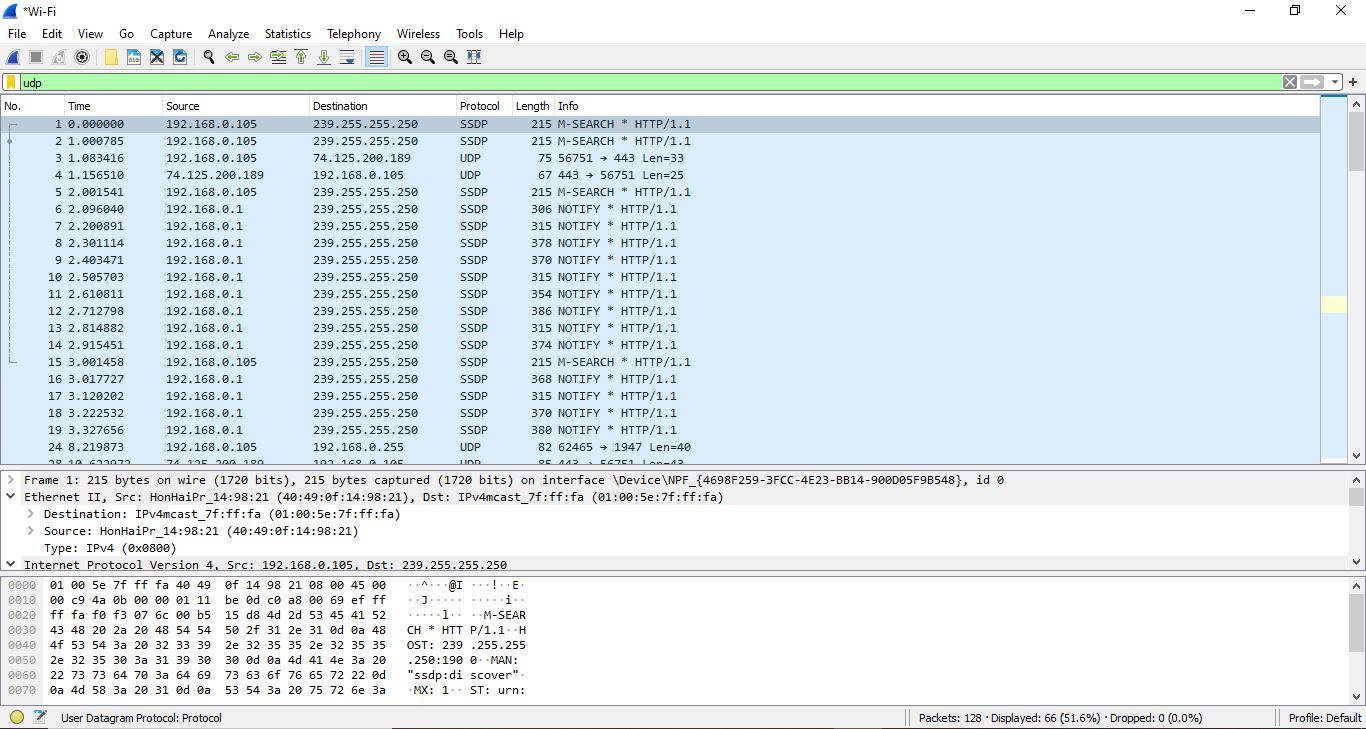 *Wi-Fi
File Edit View Go Capture Analyze Statistics Telephony Wireless Tools Help
udp
No. Time Source Destination Protocol Length Info
1 0.000000 192.168.0.105 239.255.255.250 SSDP 215 M-SEARCH * HTTP/1.1
2 1.000785 192.168.0.105 239.255.255.250 SSDP 215 M-SEARCH * HTTP/1.1
3 1.083416 192.168.0.105 74.125.200.189 UDP 75 56751 → 443 Len=33
4 1.156510 74.125.200.189 192.168.0.105 UDP 67 443 → 56751 Len=25
5 2.001541 192.168.0.105 239.255.255.250 SSDP 215 M-SEARCH * HTTP/1.1
6 2.096040 192.168.0.1 239.255.255.250 SSDP 306 NOTIFY * HTTP/1.1
7 2.200891 192.168.0.1 239.255.255.250 SSDP 315 NOTIFY * HTTP/1.1
8 2.301114 192.168.0.1 239.255.255.250 SSDP 378 NOTIFY * HTTP/1.1
9 2.403471 192.168.0.1 239.255.255.250 SSDP 370 NOTIFY * HTTP/1.1
10 2.505703 192.168.0.1 239.255.255.250 SSDP 315 NOTIFY * HTTP/1.1
11 2.610811 192.168.0.1 239.255.255.250 SSDP 354 NOTIFY * HTTP/1.1
12 2.712798 192.168.0.1 239.255.255.250 SSDP 386 NOTIFY * HTTP/1.1
13 2.814882 192.168.0.1 239.255.255.250 SSDP 315 NOTIFY * HTTP/1.1
14 2.915451 192.168.0.1 239.255.255.250 SSDP 374 NOTIFY * HTTP/1.1
15 3.001458 192.168.0.105 239.255.255.250 SSDP 215 M-SEARCH * HTTP/1.1
16 3.017727 192.168.0.1 239.255.255.250 SSDP 368 NOTIFY * HTTP/1.1
17 3.120202 192.168.0.1 239.255.255.250 SSDP 315 NOTIFY * HTTP/1.1
18 3.222532 192.168.0.1 239.255.255.250 SSDP 370 NOTIFY * HTTP/1.1
19 3.327656 192.168.0.1 239.255.255.250 SSDP 380 NOTIFY * HTTP/1.1
24 8.219873 192.168.0.105 192.168.0.255 UDP 82 62465 → 1947 Len=40
74.125.200.189 192.168.0.105 UDP 85 443 → 56751 Len=43
Frame 1: 215 bytes on wire (1720 bits), 215 bytes captured (1720 bits) on interface \Device\NPF_{4698F259-3FCC-4E23-BB14-900D05F9B548}, id 0
Ethernet II, Src: HonHaiPr_14:98:21 (40:49:0f:14:98:21), Dst: IPv4mcast_7f:ff:fa (01:00:5e:7f:ff:fa)
Destination: IPv4mcast_7f:ff:fa (01:00:5e:7f:ff:fa)
Source: HonHaiPr_14:98:21 (40:49:0f:14:98:21)
Type: IPv4 (0x0800)
Internet Protocol Version 4, Src: 192.168.0.105, Dst: 239.255.255.250
0000 01 00 5e 7f ff fa 40 49 0f 14 98 21 08 00 45 00 ··^···@I ···!··E·
0010 00 c9 4a 0b 00 00 01 11 be 0d c0 a8 00 69 ef ff ··J····· ·····i··
0020 ff fa f0 f3 07 6c 00 b5 15 d8 4d 2d 53 45 41 52 ·····l·· ··M-SEAR
0030 43 48 20 2a 20 48 54 54 50 2f 31 2e 31 0d 0a 48 CH * HTT P/1.1··H
0040 4f 53 54 3a 20 32 33 39 2e 32 35 35 2e 32 35 35 OST: 239 .255.255
0050 2e 32 35 30 3a 31 39 30 30 0d 0a 4d 41 4e 3a 20 .250:190 0··MAN:
0060 22 73 73 64 70 3a 64 69 73 63 6f 76 65 72 22 0d "ssdp:di scover"·
0070 0a 4d 58 3a 20 31 0d 0a 53 54 3a 20 75 72 6e 3a ·MX: 1·· ST: urn:
User Datagram Protocol: Protocol Packets: 128 · Displayed: 66 (51.6%) · Dropped: 0 (0.0%) Profile: Default